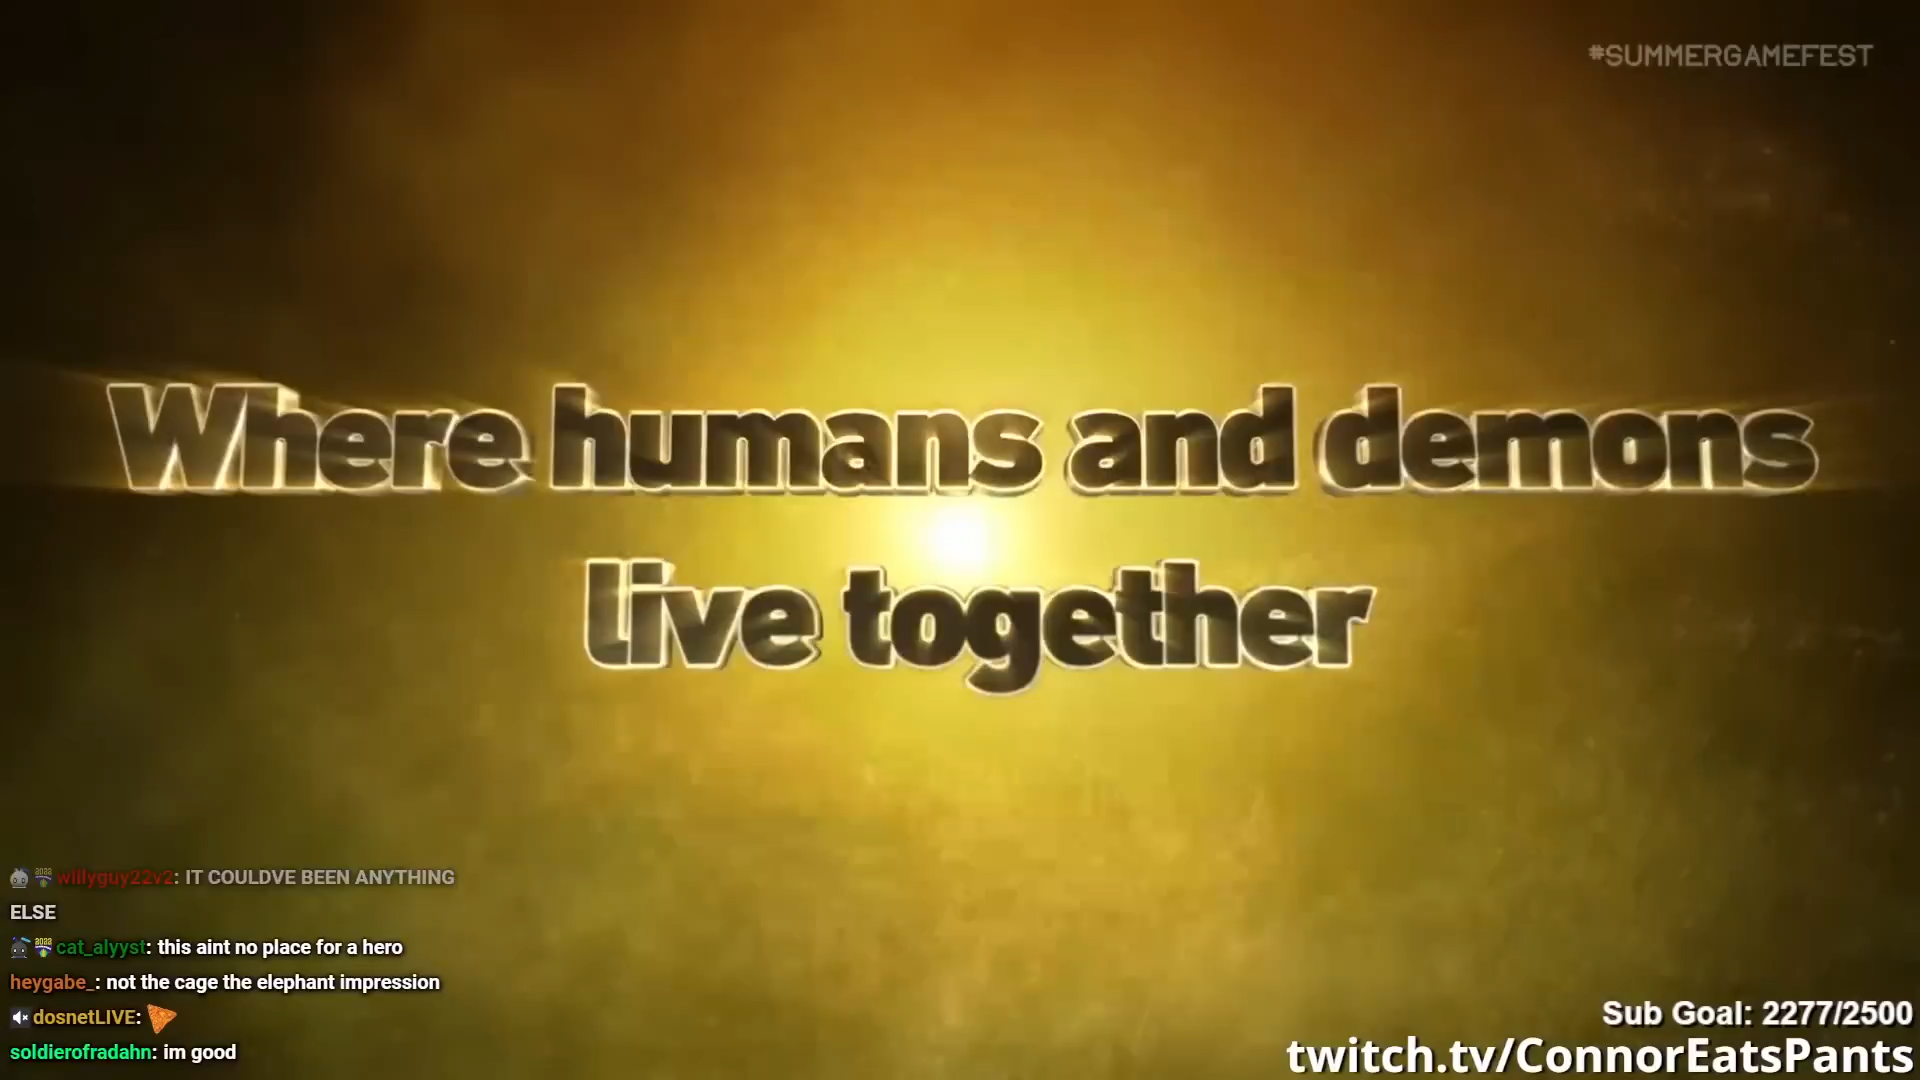 #SUMMERGAMEFEST
Where humans and demons
live together
willyguy22v2: IT COULDVE BEEN ANYTHING
ELSE
cat_alyyst: this aint no place for a hero
heygabe_: not the cage the elephant impression
dosnetLIVE:
soldierofradahn: im good
Sub Goal: 2277/2500
twitch.tv/ConnorEatsPants